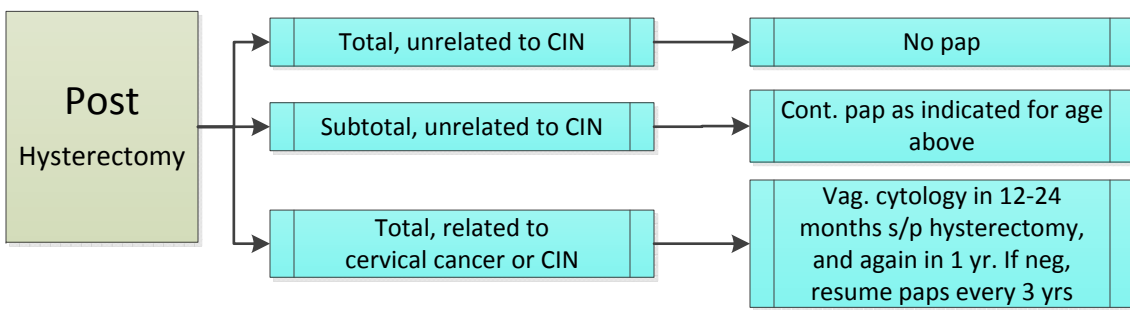 Post
Hysterectomy
Total, unrelated to CIN
No pap
Subtotal, unrelated to CIN
Cont. pap as indicated for age
above
Total, related to
cervical cancer or CIN
Vag. cytology in 12-24
months s/p hysterectomy,
and again in 1 yr. If neg,
resume paps every 3 yrs